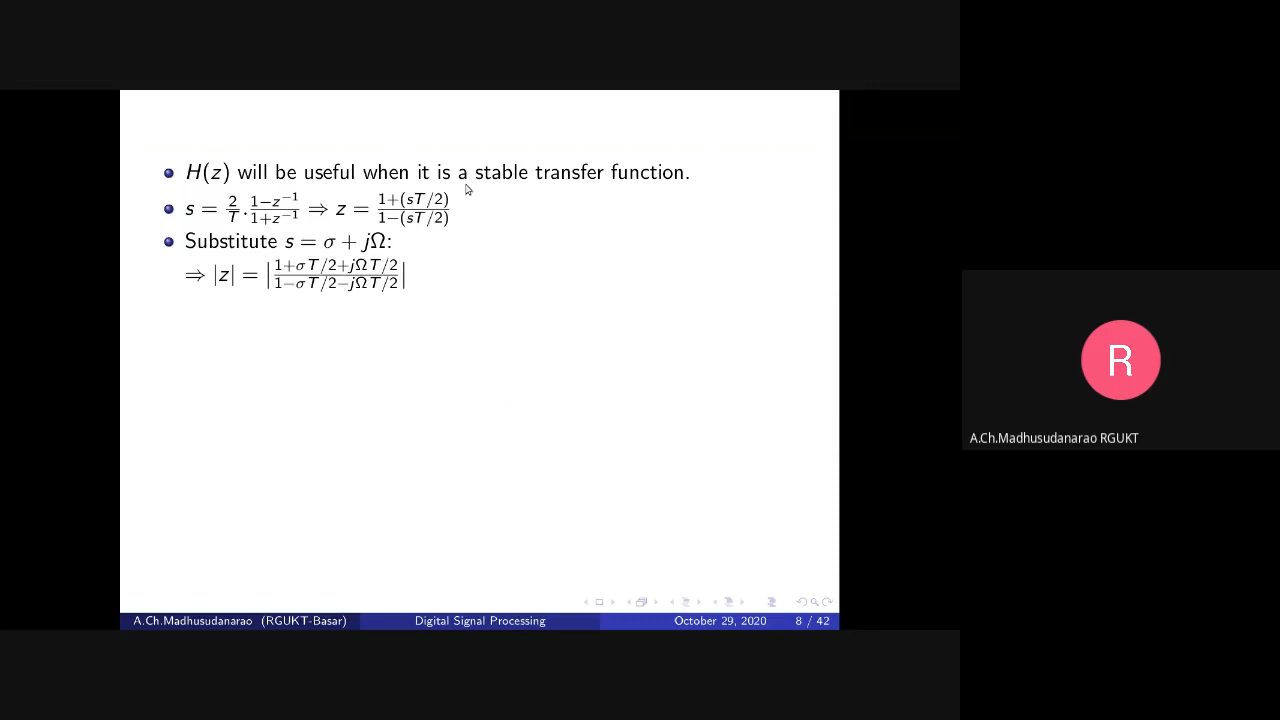 H(z) will be useful when it is a stable transfer function.
s = 2/T . (1−z⁻¹)/(1+z⁻¹) ⇒ z = (1+(sT/2))/(1−(sT/2))
Substitute s = σ + jΩ:
⇒ |z| = |(1+σT/2+jΩT/2)/(1−σT/2−jΩT/2)|
R
A.Ch.Madhusudanarao RGUKT
A.Ch.Madhusudanarao (RGUKT-Basar) Digital Signal Processing October 29, 2020 8 / 42